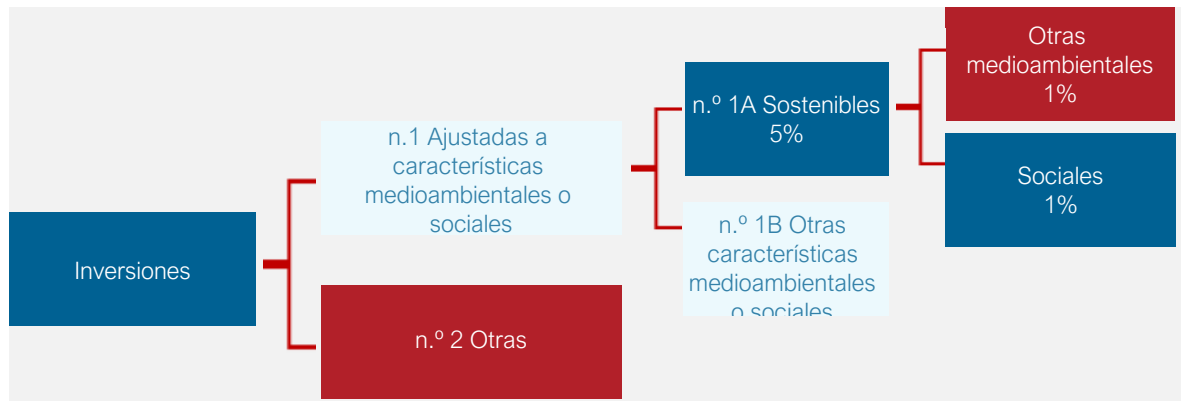 Inversiones
n.1 Ajustadas a
características
medioambientales o
sociales
n.º 2 Otras
n.º 1A Sostenibles
5%
n.º 1B Otras
características
medioambientales
o sociales
Otras
medioambientales
1%
Sociales
1%